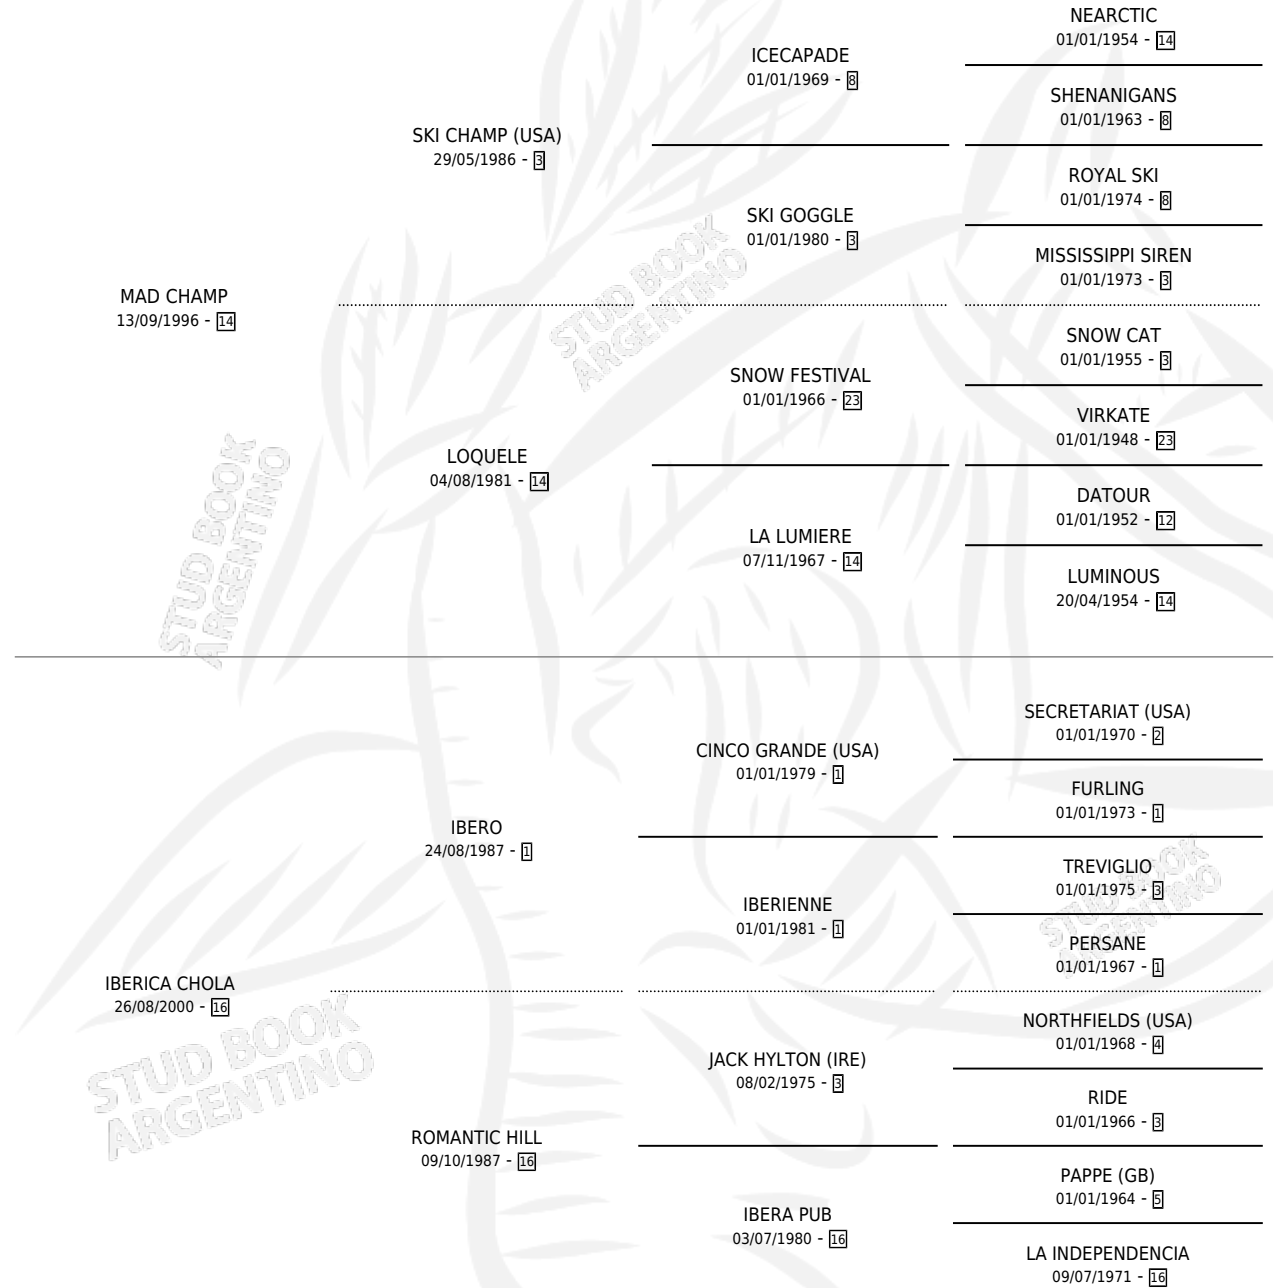 NEARCTIC
01/01/1954 - 14
ICECAPADE
01/01/1969 - 8
SHENANIGANS
01/01/1963 - 8
SKI CHAMP (USA)
29/05/1986 - 3
ROYAL SKI
01/01/1974 - 8
SKI GOGGLE
01/01/1980 - 3
MISSISSIPPI SIREN
01/01/1973 - 3
MAD CHAMP
13/09/1996 - 14
STUD BOOK
ARGENTINO
SNOW CAT
01/01/1955 - 3
SNOW FESTIVAL
01/01/1966 - 23
VIRKATE
01/01/1948 - 23
LOQUELE
04/08/1981 - 14
DATOUR
01/01/1952 - 12
LA LUMIERE
07/11/1967 - 14
LUMINOUS
20/04/1954 - 14
STUD BOOK
ARGENTINO
SECRETARIAT (USA)
01/01/1970 - 2
CINCO GRANDE (USA)
01/01/1979 - 1
FURLING
01/01/1973 - 1
IBERO
24/08/1987 - 1
TREVIGLIO
01/01/1975 - 3
IBERIENNE
01/01/1981 - 1
PERSANE
01/01/1967 - 1
STUD BOOK
ARGENTINO
IBERICA CHOLA
26/08/2000 - 16
NORTHFIELDS (USA)
01/01/1968 - 4
JACK HYLTON (IRE)
08/02/1975 - 3
RIDE
01/01/1966 - 3
STUD BOOK
ARGENTINO
ROMANTIC HILL
09/10/1987 - 16
PAPPE (GB)
01/01/1964 - 5
IBERA PUB
03/07/1980 - 16
LA INDEPENDENCIA
09/07/1971 - 16